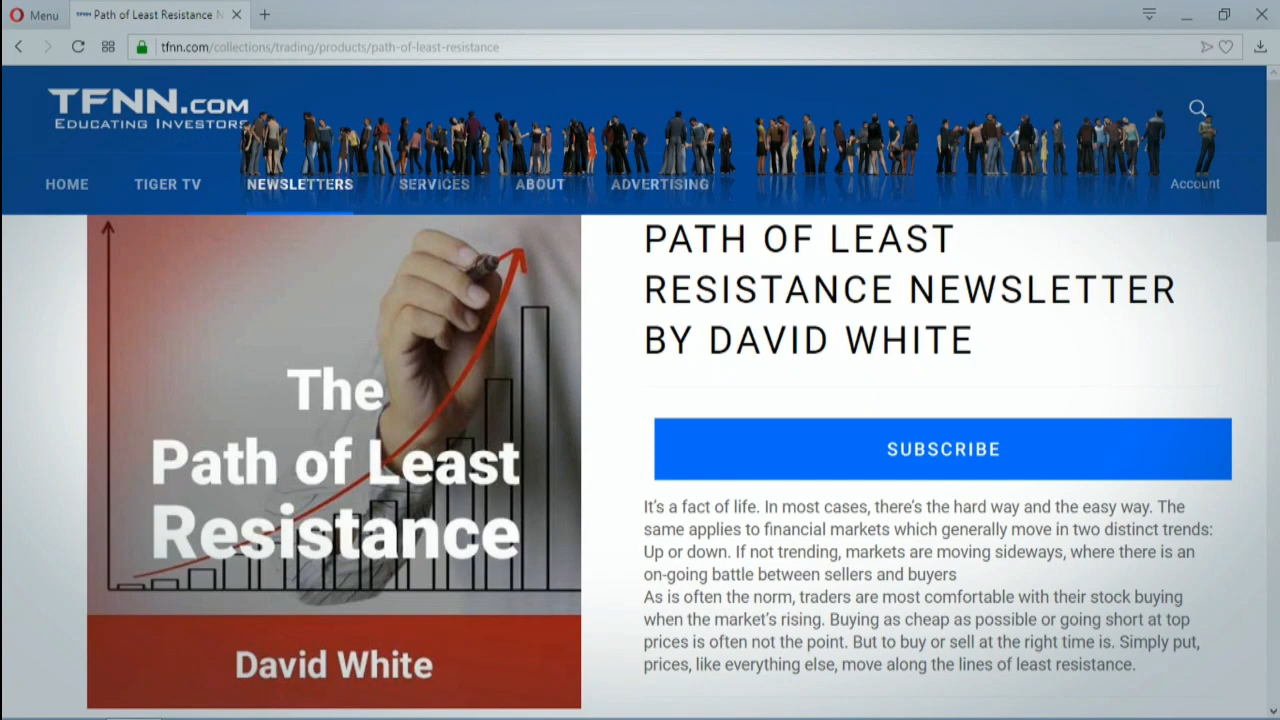 Menu
TFNN Path of Least Resistance N
tfnn.com/collections/trading/products/path-of-least-resistance
TFNN.COM
EDUCATING INVESTORS
HOME TIGER TV NEWSLETTERS SERVICES ABOUT ADVERTISING Account
The
Path of Least
Resistance
David White
PATH OF LEAST
RESISTANCE NEWSLETTER
BY DAVID WHITE
SUBSCRIBE
It's a fact of life. In most cases, there's the hard way and the easy way. The
same applies to financial markets which generally move in two distinct trends:
Up or down. If not trending, markets are moving sideways, where there is an
on-going battle between sellers and buyers
As is often the norm, traders are most comfortable with their stock buying
when the market's rising. Buying as cheap as possible or going short at top
prices is often not the point. But to buy or sell at the right time is. Simply put,
prices, like everything else, move along the lines of least resistance.